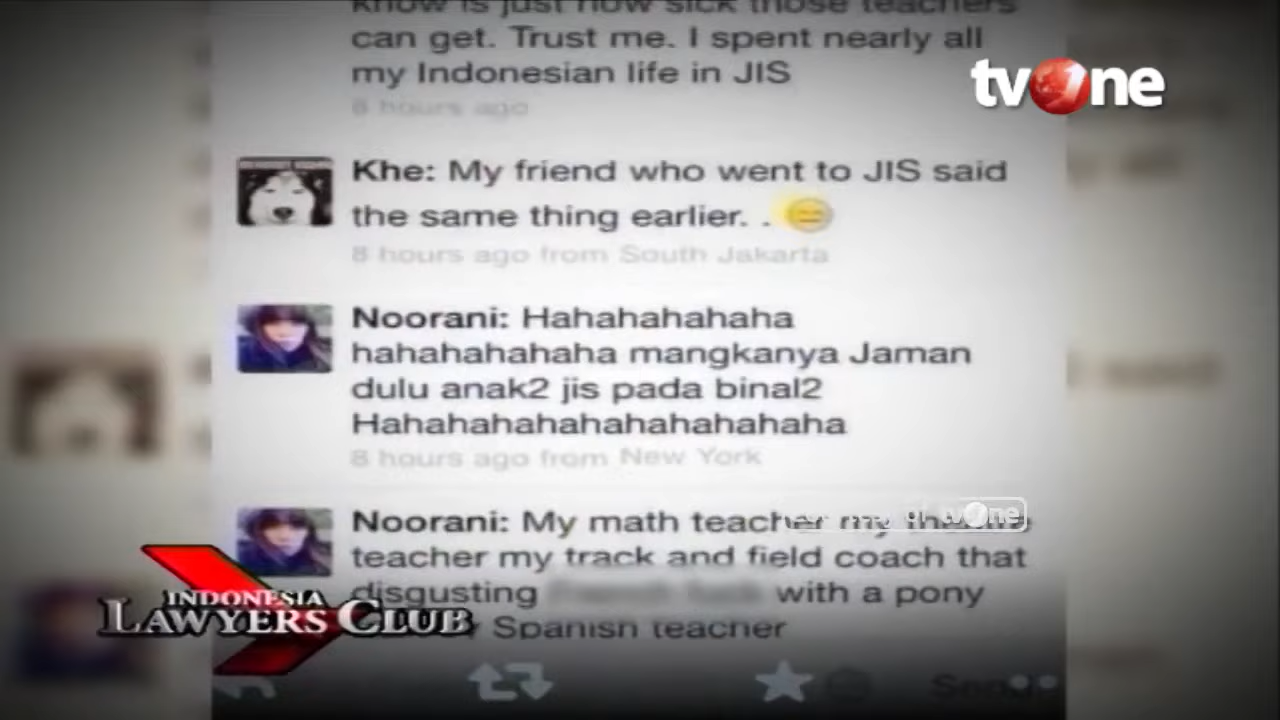 know is just how sick those teachers
can get. Trust me. I spent nearly all
my Indonesian life in JIS
8 hours ago
tvOne
Khe: My friend who went to JIS said
the same thing earlier. .
8 hours ago from South Jakarta
Noorani: Hahahahahaha
hahahahahaha mangkanya Jaman
dulu anak2 jis pada binal2
Hahahahahahahahahahaha
8 hours ago from New York
Noorani: My math teacher my
tvOne
teacher my track and field coach that
disgusting with a pony
Spanish teacher
INDONESIA
LAWYERS CLUB